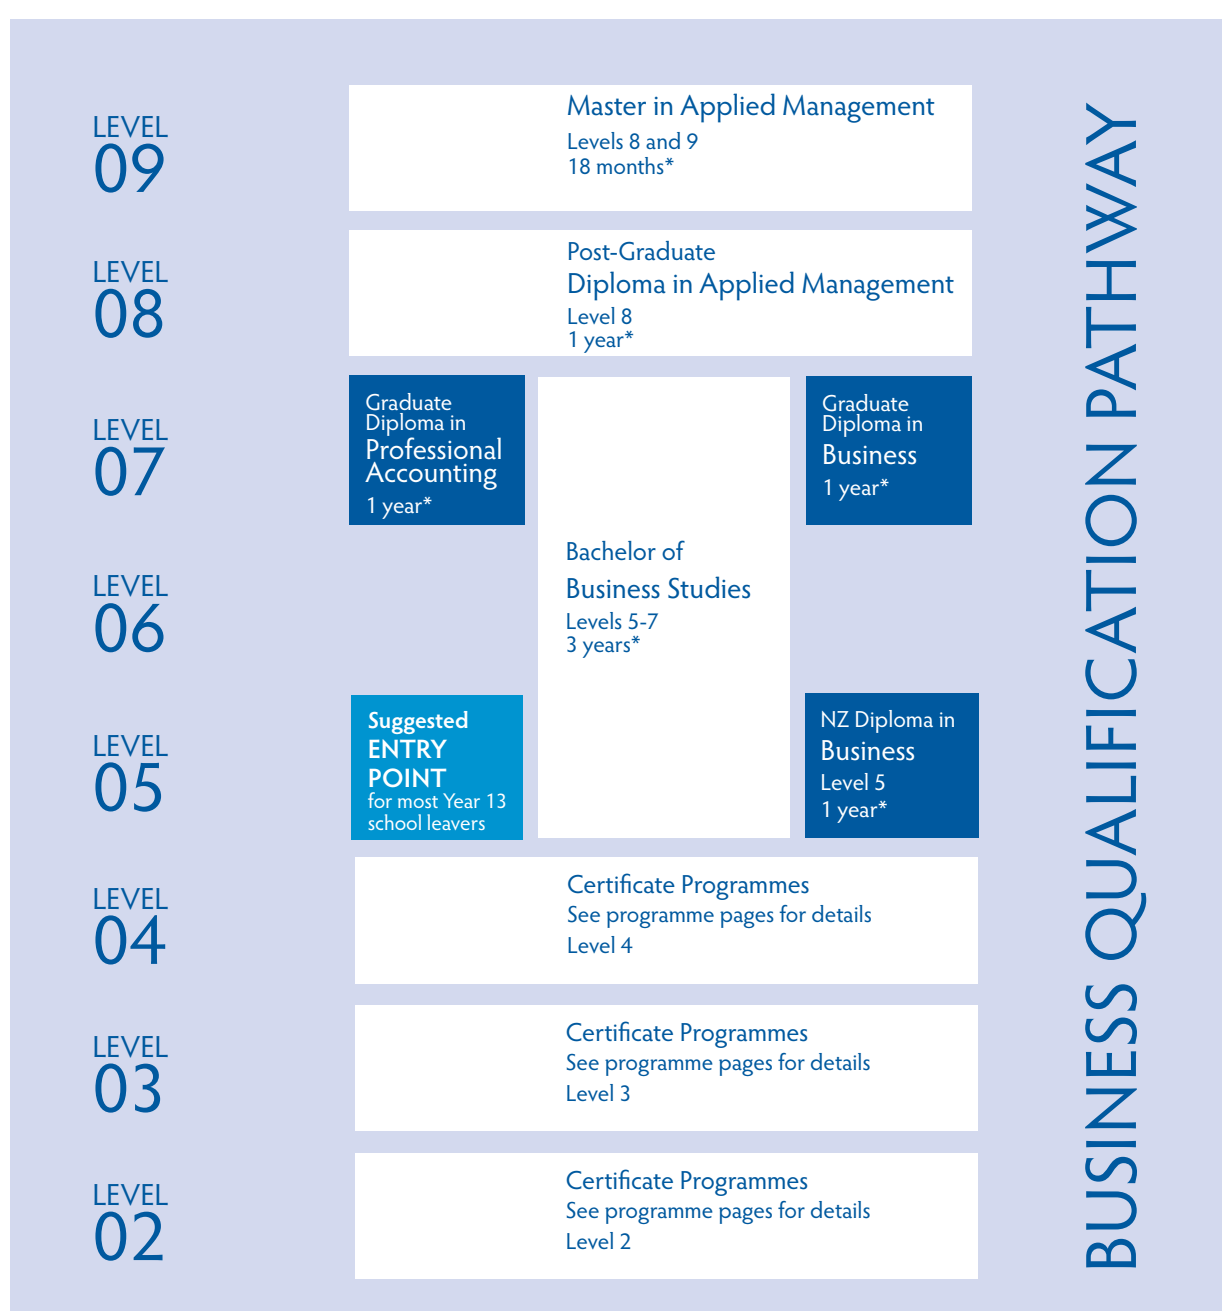 LEVEL
09
Master in Applied Management
Levels 8 and 9
18 months*
LEVEL
08
Post-Graduate
Diploma in Applied Management
Level 8
1 year*
LEVEL
07
Graduate
Diploma in
Professional
Accounting
1 year*
Graduate
Diploma in
Business
1 year*
LEVEL
06
Bachelor of
Business Studies
Levels 5-7
3 years*
LEVEL
05
Suggested
ENTRY
POINT
for most Year 13
school leavers
NZ Diploma in
Business
Level 5
1 year*
LEVEL
04
Certificate Programmes
See programme pages for details
Level 4
LEVEL
03
Certificate Programmes
See programme pages for details
Level 3
LEVEL
02
Certificate Programmes
See programme pages for details
Level 2
BUSINESS QUALIFICATION PATHWAY